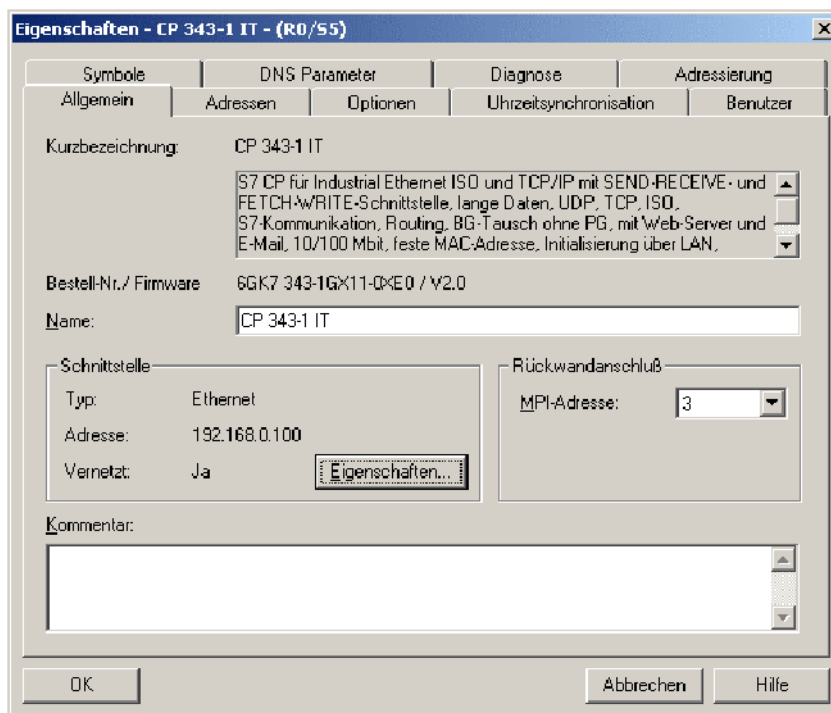 Eigenschaften - CP 343-1 IT - (R0/S5)
Symbole
DNS Parameter
Diagnose
Adressierung
Allgemein
Adressen
Optionen
Uhrzeitsynchronisation
Benutzer
Kurzbezeichnung:
CP 343-1 IT
S7 CP für Industrial Ethernet ISO und TCP/IP mit SEND-RECEIVE- und
FETCH-WRITE-Schnittstelle, lange Daten, UDP, TCP, ISO,
S7-Kommunikation, Routing, BG-Tausch ohne PG, mit Web-Server und
E-Mail, 10/100 Mbit, feste MAC-Adresse, Initialisierung über LAN,
Bestell-Nr./ Firmware
6GK7 343-1GX11-0XE0 / V2.0
Name:
CP 343-1 IT
Schnittstelle
Typ:
Ethernet
Adresse:
192.168.0.100
Vernetzt:
Ja
Eigenschaften...
Rückwandanschluß
MPI-Adresse:
3
Kommentar:
OK
Abbrechen
Hilfe